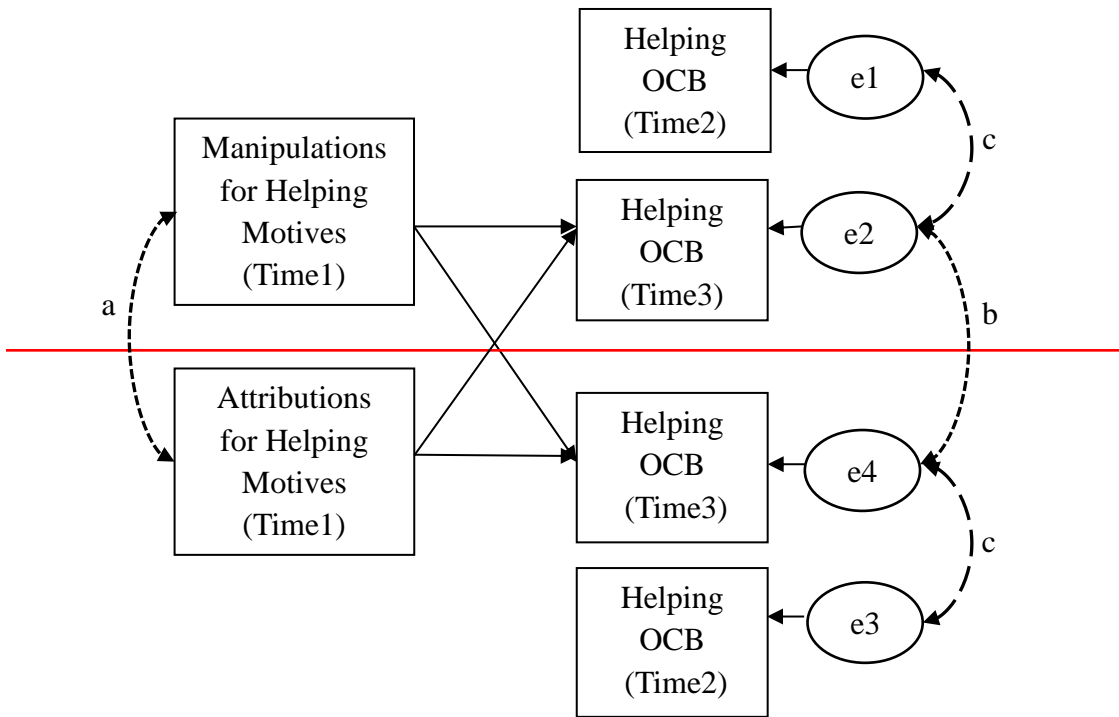 Helping
OCB
(Time2)
e1
c
Manipulations
for Helping
Motives
(Time1)
Helping
OCB
(Time3)
e2
a
b
Attributions
for Helping
Motives
(Time1)
Helping
OCB
(Time3)
e4
c
Helping
OCB
(Time2)
e3